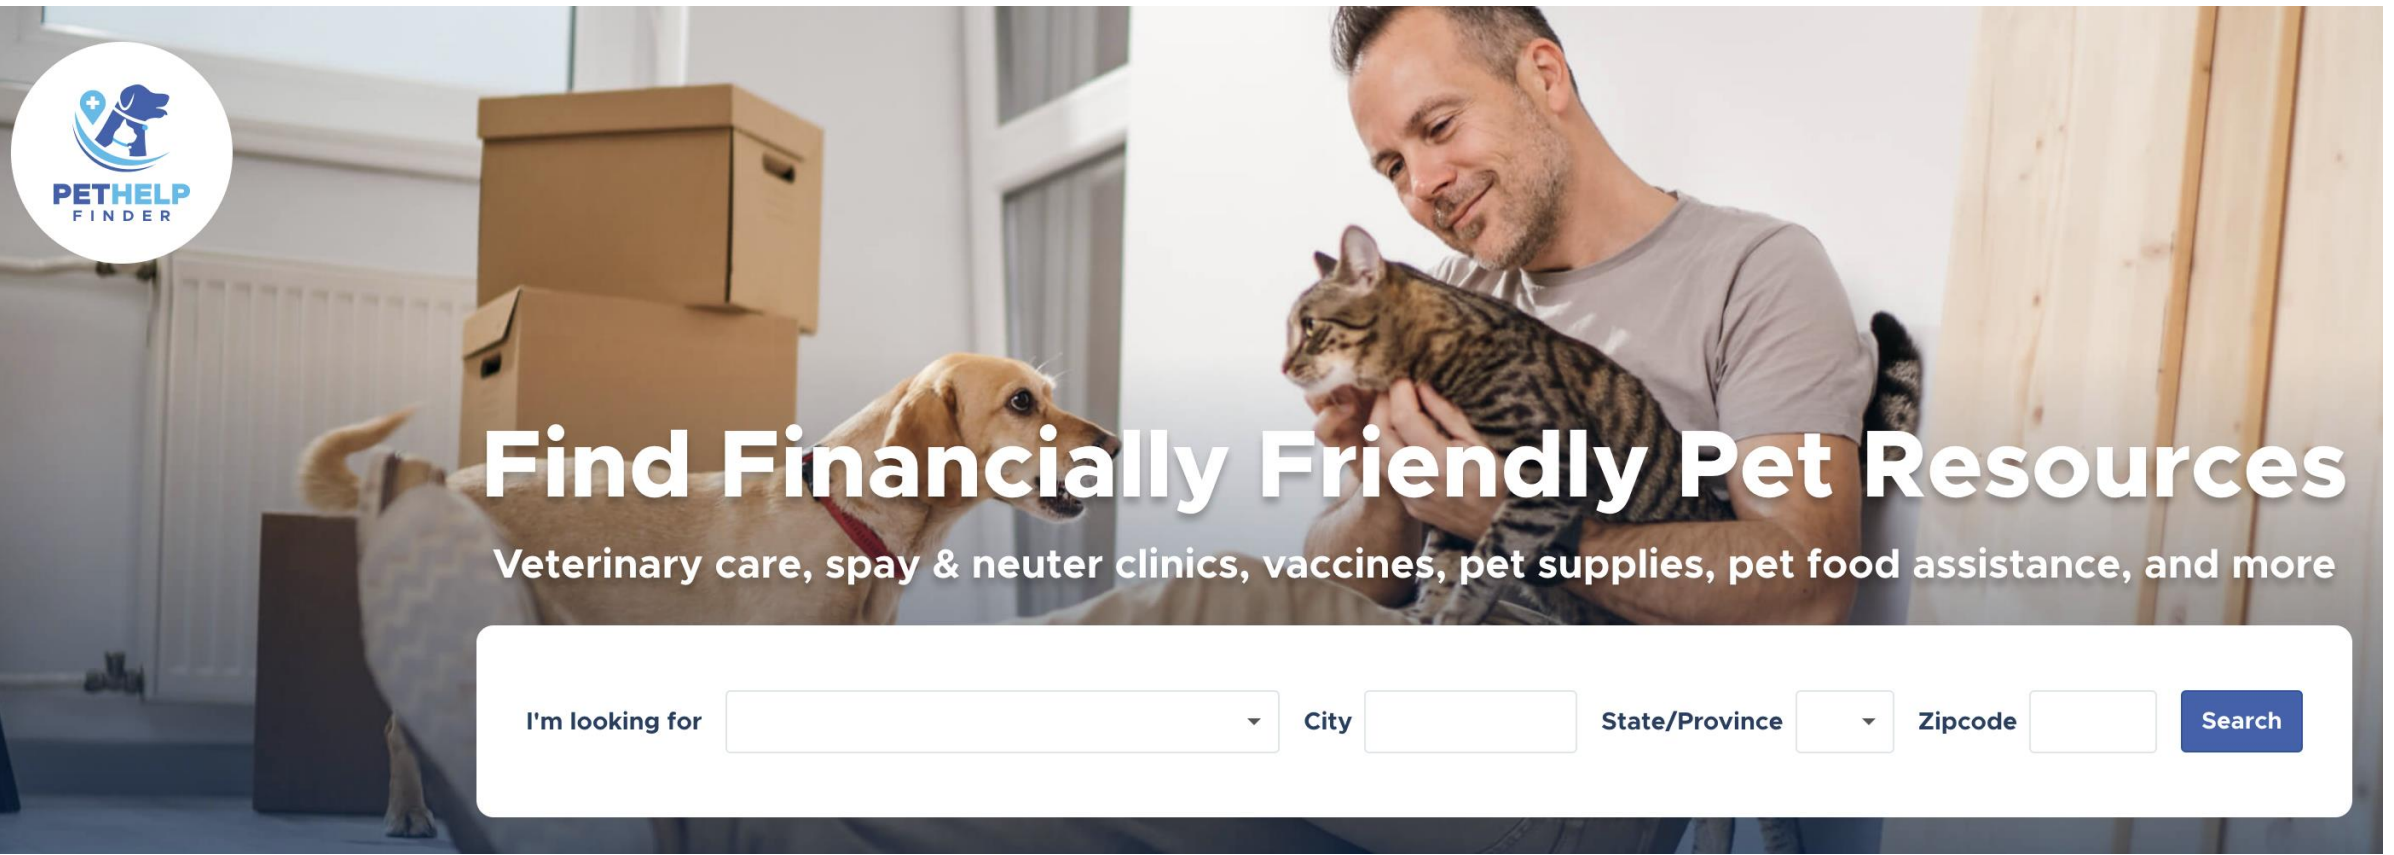 PETHELP
FINDER
Find Financially Friendly Pet Resources
Veterinary care, spay & neuter clinics, vaccines, pet supplies, pet food assistance, and more
I'm looking for City State/Province Zipcode Search